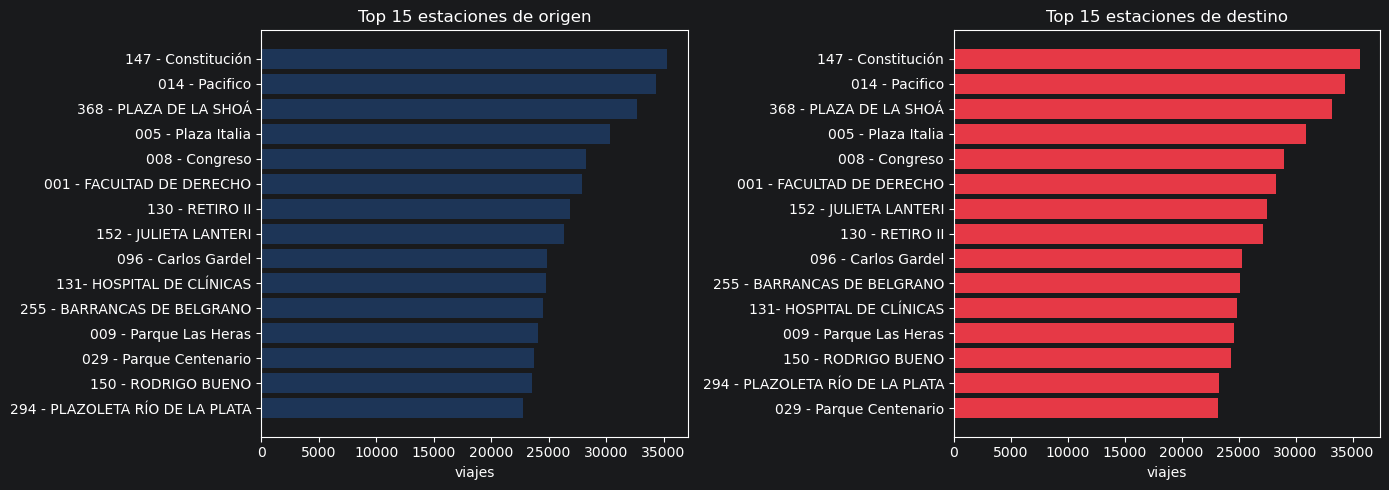 Top 15 estaciones de origen
147 - Constitución
014 - Pacifico
368 - PLAZA DE LA SHOÁ
005 - Plaza Italia
008 - Congreso
001 - FACULTAD DE DERECHO
130 - RETIRO II
152 - JULIETA LANTERI
096 - Carlos Gardel
131- HOSPITAL DE CLÍNICAS
255 - BARRANCAS DE BELGRANO
009 - Parque Las Heras
029 - Parque Centenario
150 - RODRIGO BUENO
294 - PLAZOLETA RÍO DE LA PLATA
0 5000 10000 15000 20000 25000 30000 35000
viajes
Top 15 estaciones de destino
147 - Constitución
014 - Pacifico
368 - PLAZA DE LA SHOÁ
005 - Plaza Italia
008 - Congreso
001 - FACULTAD DE DERECHO
152 - JULIETA LANTERI
130 - RETIRO II
096 - Carlos Gardel
255 - BARRANCAS DE BELGRANO
131- HOSPITAL DE CLÍNICAS
009 - Parque Las Heras
150 - RODRIGO BUENO
294 - PLAZOLETA RÍO DE LA PLATA
029 - Parque Centenario
0 5000 10000 15000 20000 25000 30000 35000
viajes